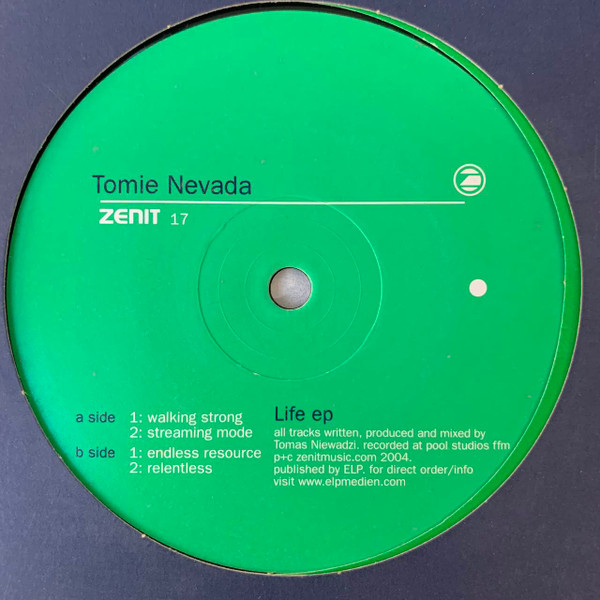 Tomie Nevada
ZENIT 17
a side 1: walking strong
2: streaming mode
b side 1: endless resource
2: relentless
Life ep
all tracks written, produced and mixed by
Tomas Niewadzi. recorded at pool studios ffm
p+c zenitmusic.com 2004.
published by ELP. for direct order/info
visit www.elpmedien.com